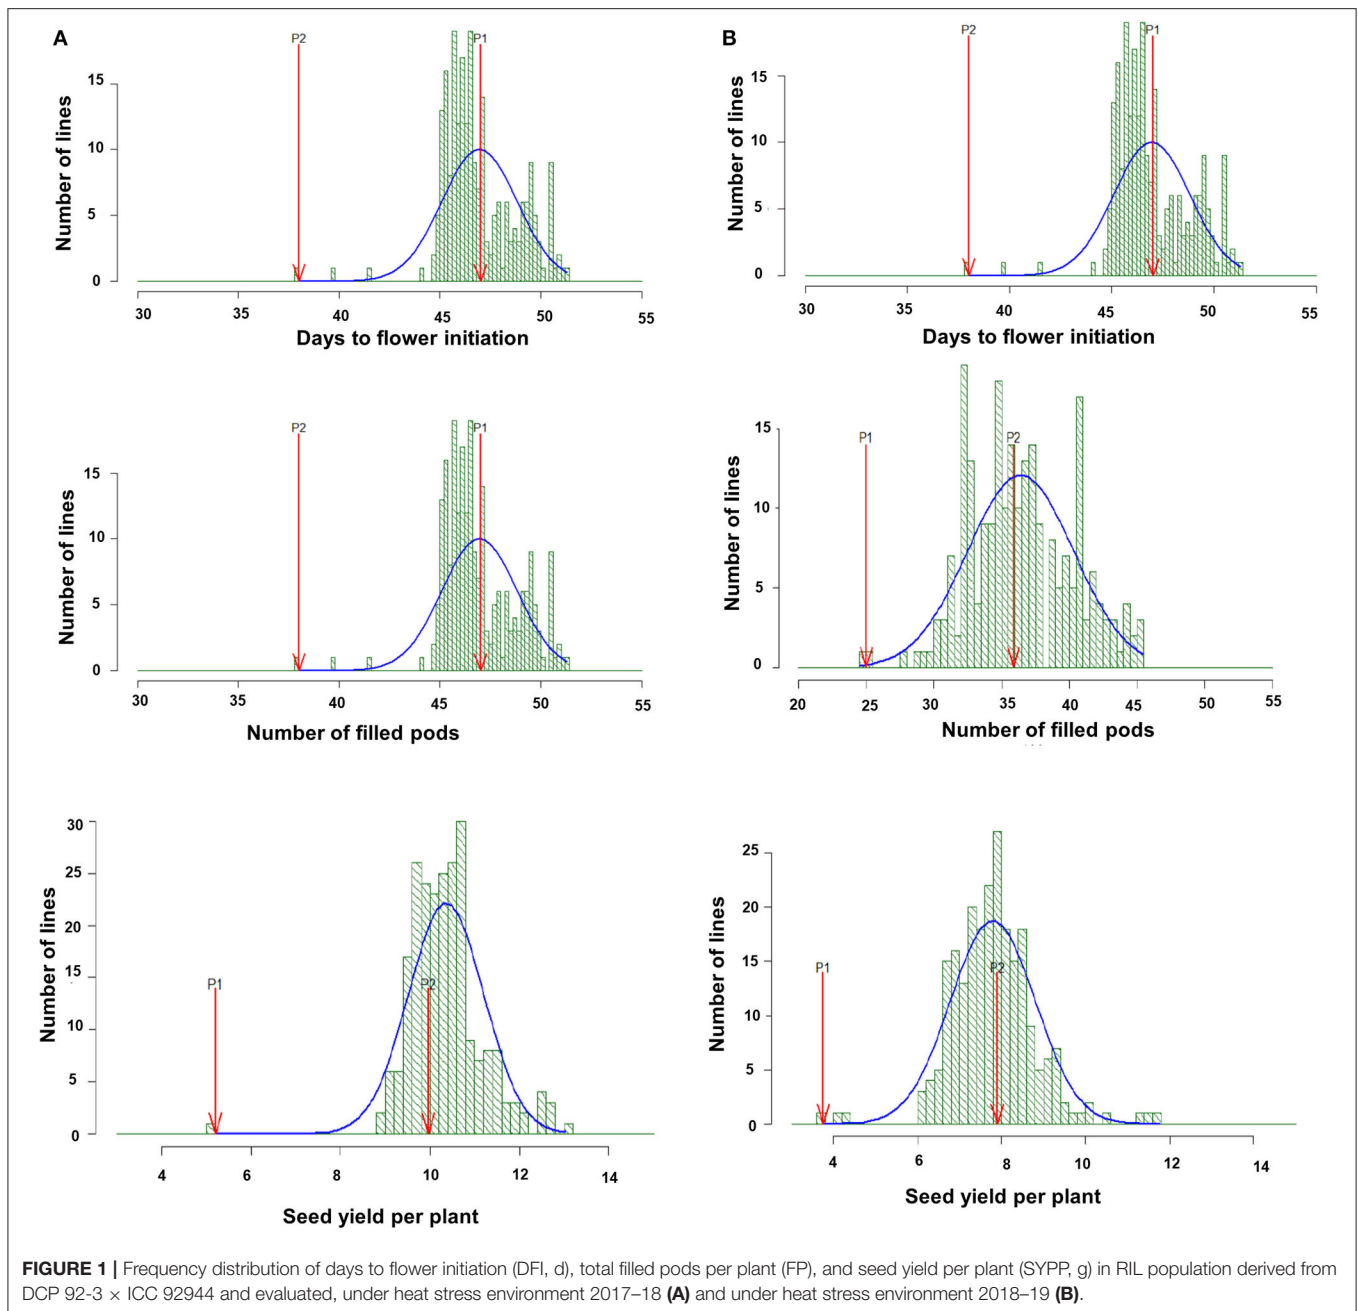 A
P2
P1
15
10
5
0
Number of lines
30 35 40 45 50 55
Days to flower initiation
B
P2
P1
15
10
5
0
Number of lines
30 35 40 45 50 55
Days to flower initiation
P2
P1
15
10
5
0
Number of lines
30 35 40 45 50 55
Number of filled pods
P1
P2
15
10
5
0
Number of lines
20 25 30 35 40 45 50 55
Number of filled pods
P1
P2
30
25
20
15
10
5
0
Number of lines
4 6 8 10 12 14
Seed yield per plant
P1
P2
25
20
15
10
5
0
Number of lines
4 6 8 10 12 14
Seed yield per plant
FIGURE 1 | Frequency distribution of days to flower initiation (DFI, d), total filled pods per plant (FP), and seed yield per plant (SYPP, g) in RIL population derived from
DCP 92-3 × ICC 92944 and evaluated, under heat stress environment 2017–18 (A) and under heat stress environment 2018–19 (B).